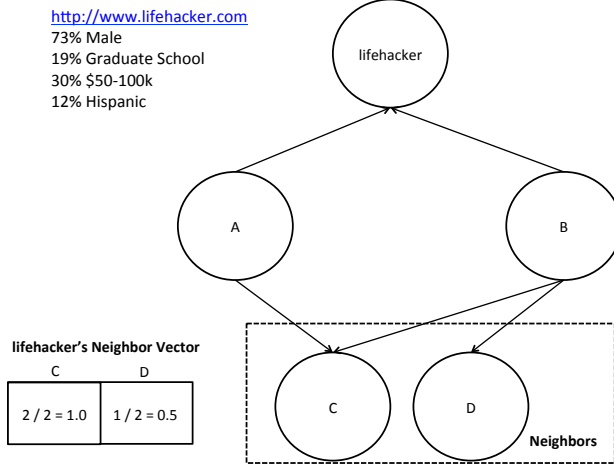 http://www.lifehacker.com
73% Male
19% Graduate School
30% $50-100k
12% Hispanic
lifehacker
A
B
lifehacker's Neighbor Vector
C D
2 / 2 = 1.0 1 / 2 = 0.5
C
D
Neighbors